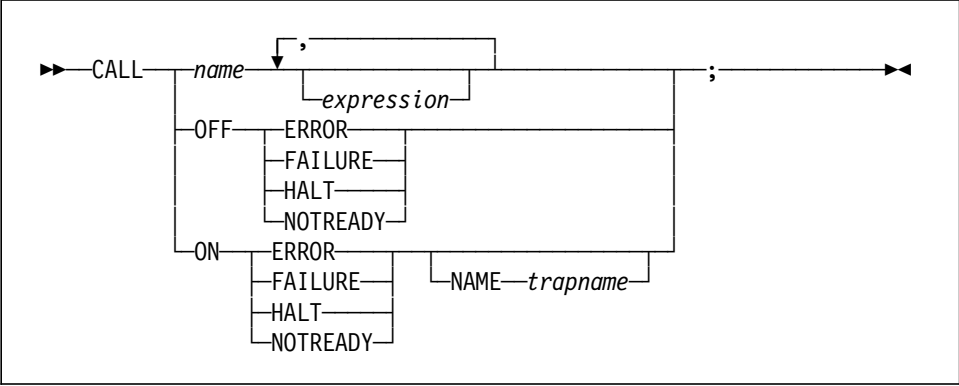 ,
CALL name ;
expression
OFF ERROR
FAILURE
HALT
NOTREADY
ON ERROR
FAILURE NAME trapname
HALT
NOTREADY